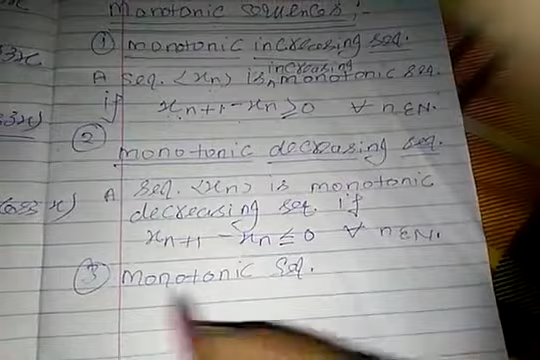 Monotonic sequences :-
① monotonic increasing seq.
A seq. <xn> is increasing monotonic seq.
if xn+1 - xn ≥ 0 ∀ n ∈ N.
②
monotonic decreasing seq.
A seq. <xn> is monotonic
decreasing seq. if
xn+1 - xn ≤ 0 ∀ n ∈ N.
③ monotonic Seq.